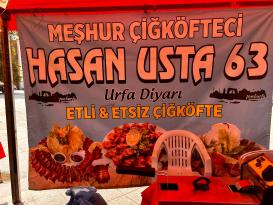 MEŞHUR ÇİĞKÖFTECİ
HASAN USTA 63
Urfa Diyarı
ETLİ & ETSİZ ÇİĞKÖFTE